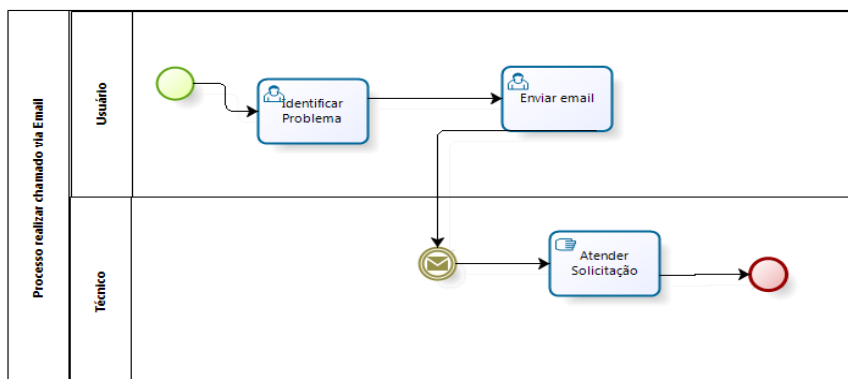 Processo realizar chamado via Email
Usuário
Identificar
Problema
Enviar email
Técnico
Atender
Solicitação